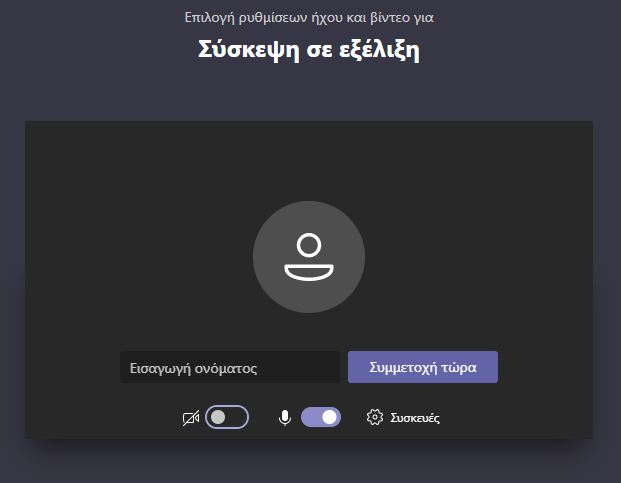 Επιλογή ρυθμίσεων ήχου και βίντεο για
Σύσκεψη σε εξέλιξη
Εισαγωγή ονόματος
Συμμετοχή τώρα
Συσκευές